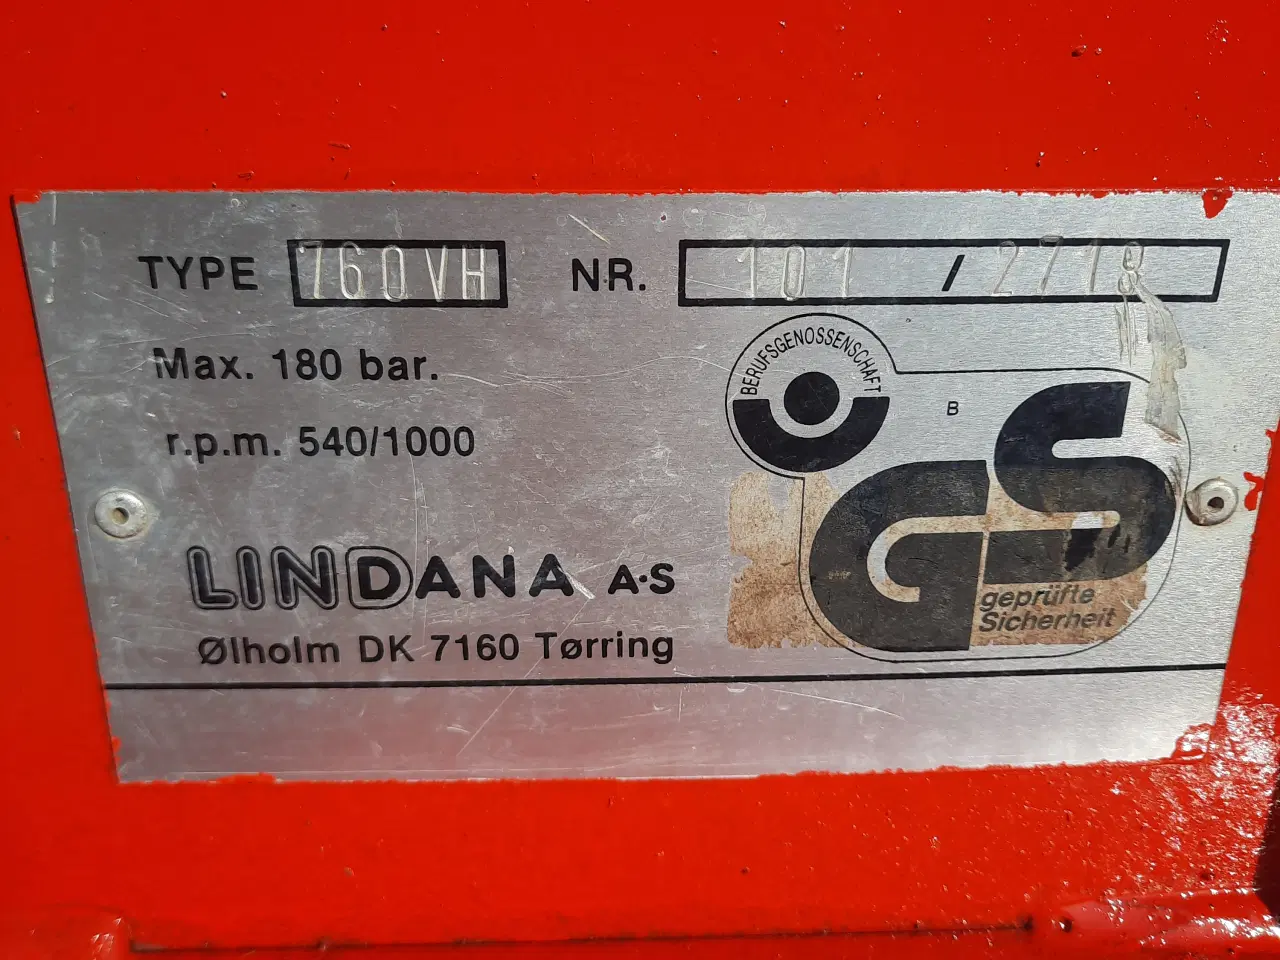 TYPE 760VH NR. 101 / 2718
Max. 180 bar.
r.p.m. 540/1000
BERUFSGENOSSENSCHAFT
B
GS
geprüfte
Sicherheit
LINDANA A·S
Ølholm DK 7160 Tørring